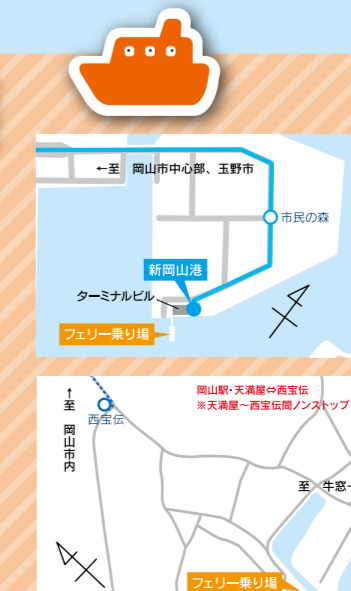 ←至　岡山市中心部、玉野市
市民の森
新岡山港
ターミナルビル
フェリー乗り場
岡山駅・天満屋⇔西宝伝
※天満屋～西宝伝間ノンストップ
↑至　岡山市内
西宝伝
至　牛窓
フェリー乗り場